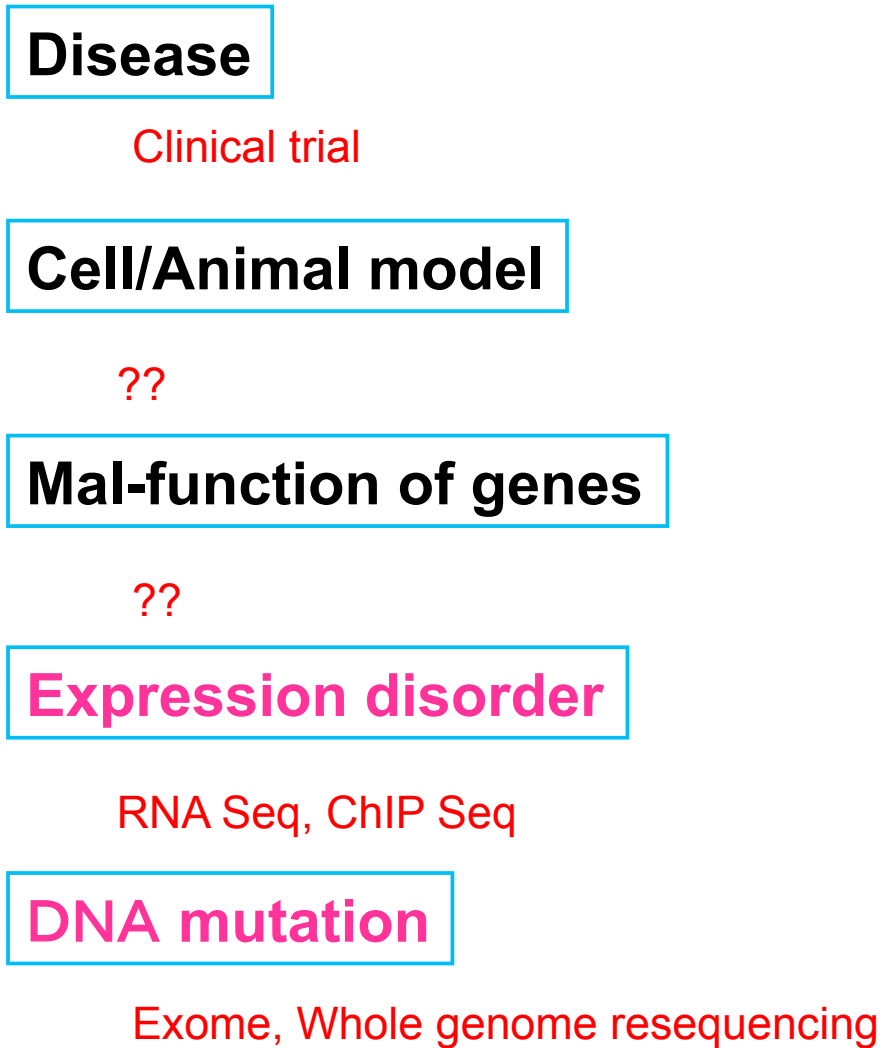 Disease
Clinical trial
Cell/Animal model
??
Mal-function of genes
??
Expression disorder
RNA Seq, ChIP Seq
DNA mutation
Exome, Whole genome resequencing